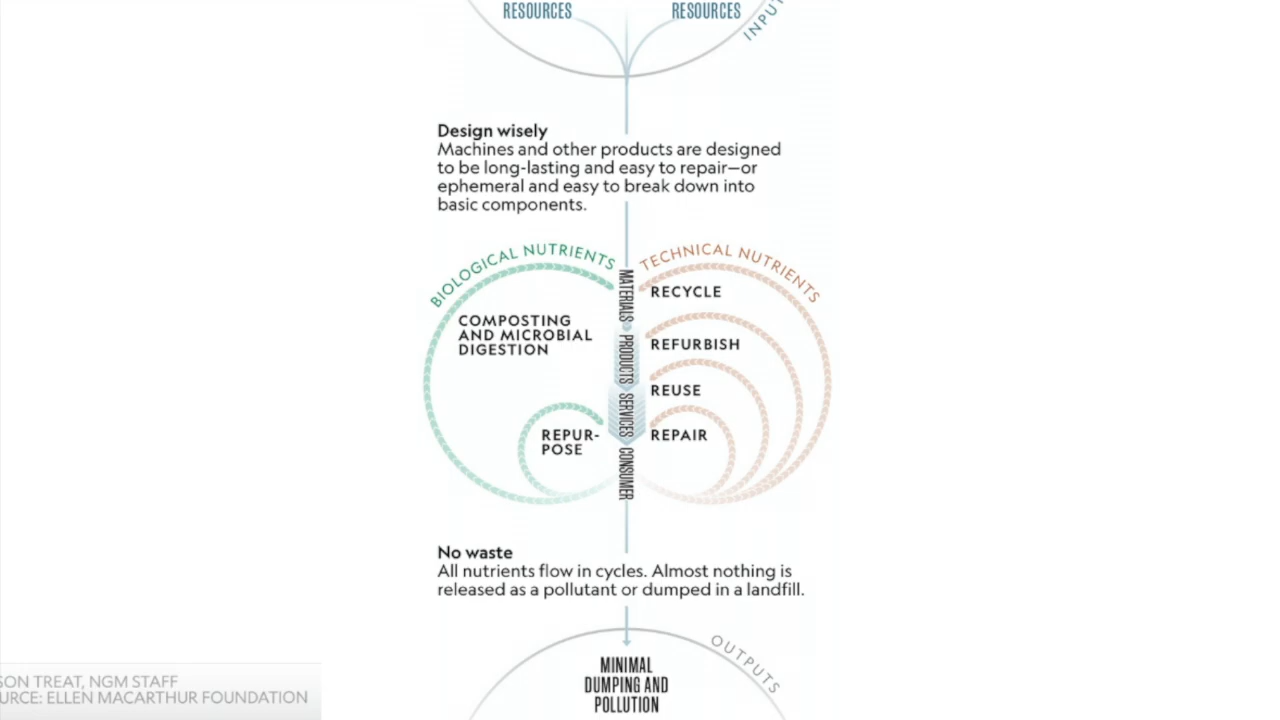 RESOURCES
RESOURCES
INPUT
Design wisely
Machines and other products are designed
to be long-lasting and easy to repair—or
ephemeral and easy to break down into
basic components.
BIOLOGICAL NUTRIENTS
TECHNICAL NUTRIENTS
MATERIALS
PRODUCTS
SERVICES
CONSUMER
COMPOSTING
AND MICROBIAL
DIGESTION
REPUR-
POSE
RECYCLE
REFURBISH
REUSE
REPAIR
No waste
All nutrients flow in cycles. Almost nothing is
released as a pollutant or dumped in a landfill.
OUTPUTS
MINIMAL
DUMPING AND
POLLUTION
SON TREAT, NGM STAFF
URCE: ELLEN MACARTHUR FOUNDATION